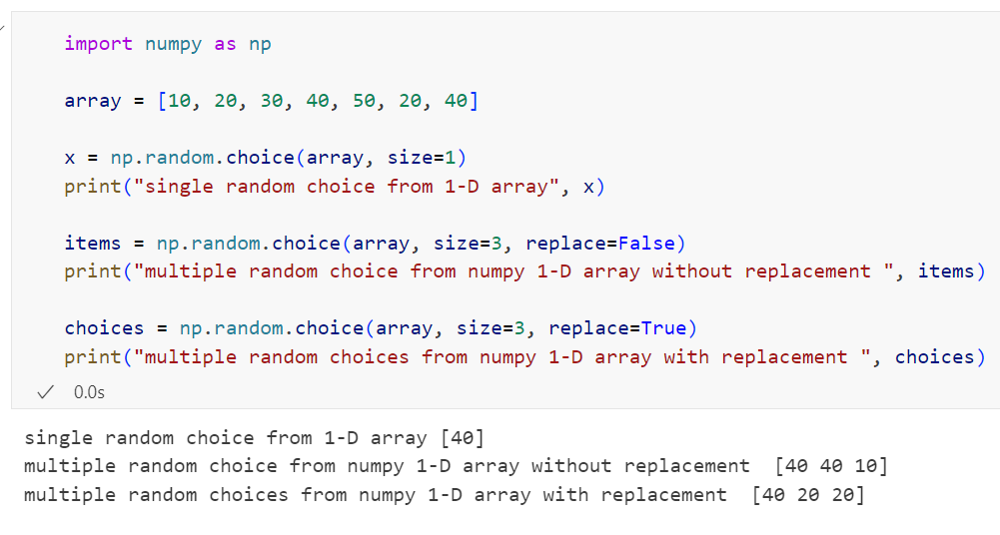 import numpy as np
array = [10, 20, 30, 40, 50, 20, 40]
x = np.random.choice(array, size=1)
print("single random choice from 1-D array", x)
items = np.random.choice(array, size=3, replace=False)
print("multiple random choice from numpy 1-D array without replacement ", items)
choices = np.random.choice(array, size=3, replace=True)
print("multiple random choices from numpy 1-D array with replacement ", choices)
0.0s
single random choice from 1-D array [40]
multiple random choice from numpy 1-D array without replacement  [40 40 10]
multiple random choices from numpy 1-D array with replacement  [40 20 20]